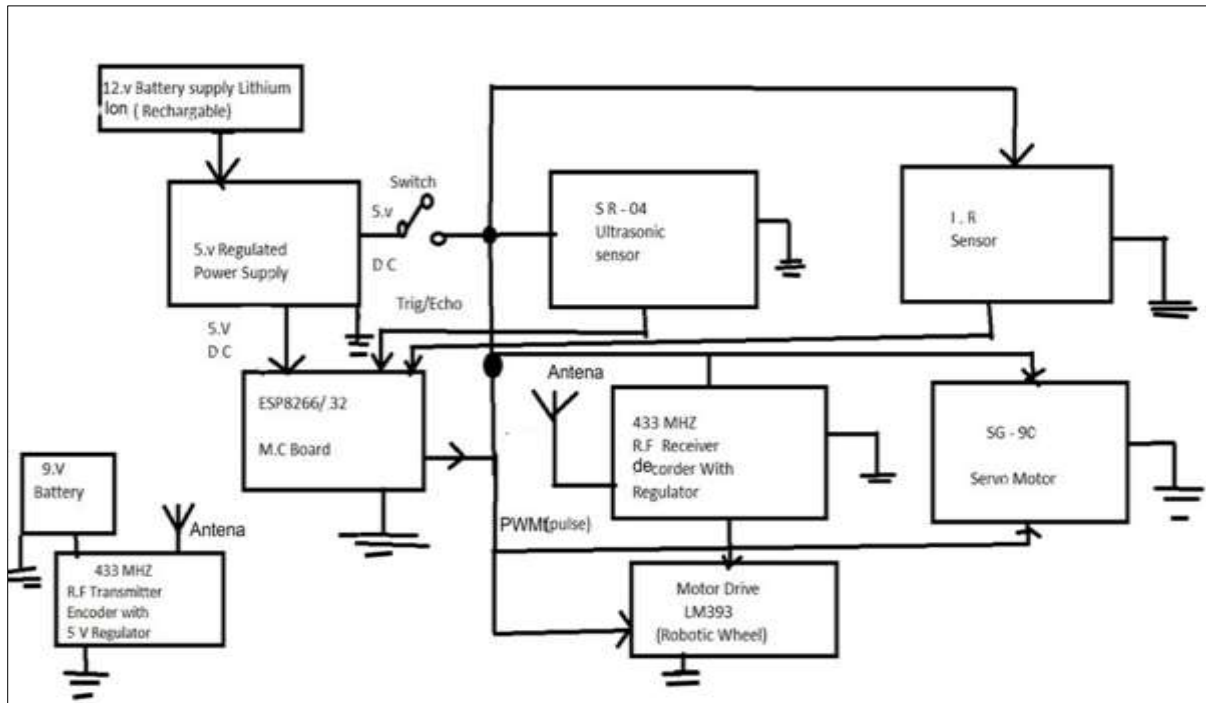 12.v Battery supply Lithium
Ion ( Rechargable)
Switch
5.v
D C
5.v Regulated
Power Supply
S R - 04
Ultrasonic
sensor
I . R
Sensor
Trig/Echo
5.V
D C
ESP8266/.32
M.C Board
Antena
433 MHZ
R.F Receiver
decorder With
Regulator
SG - 90
Servo Motor
9.V
Battery
Antena
PWMt(pulse)
433 MHZ
R.F Transmitter
Encoder with
5 V Regulator
Motor Drive
LM393
(Robotic Wheel)